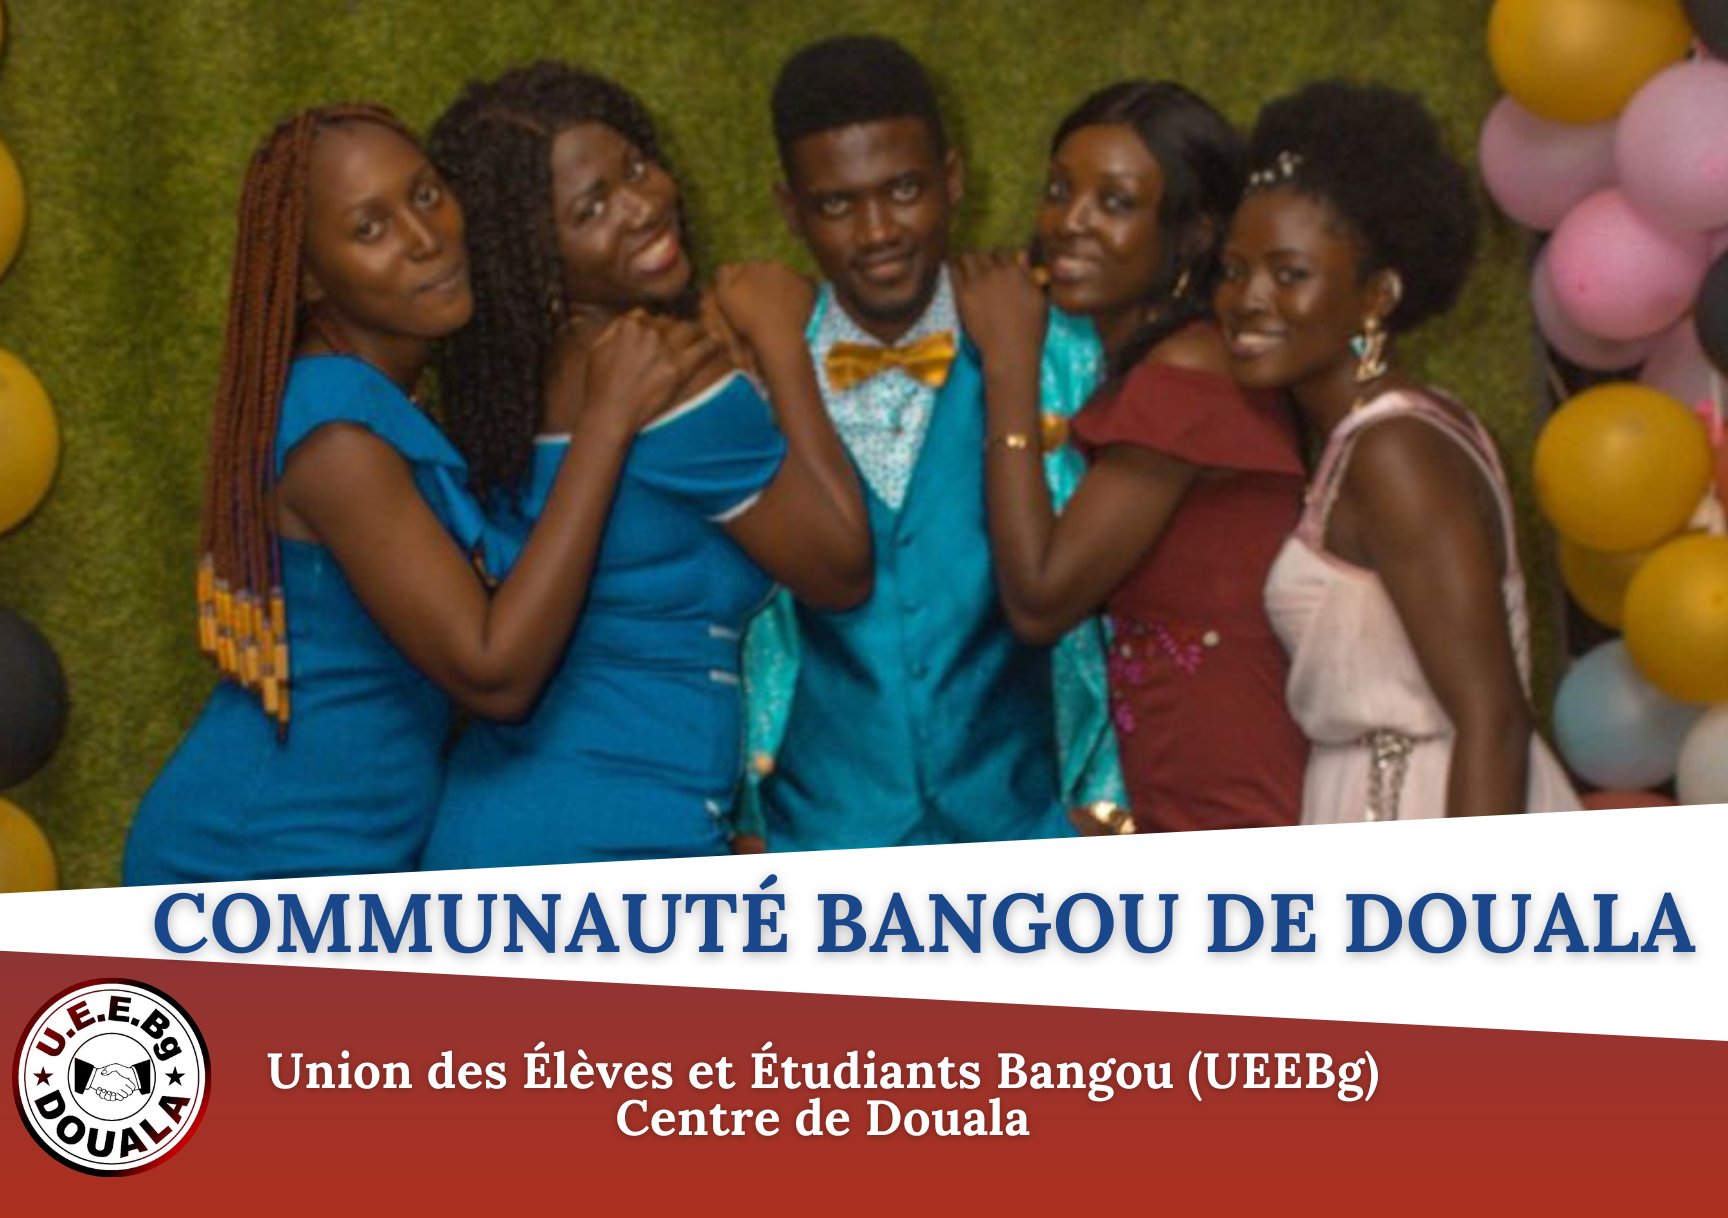 COMMUNAUTÉ BANGOU DE DOUALA
U.E.E.Bg
DOUALA
Union des Élèves et Étudiants Bangou (UEEBg)
Centre de Douala